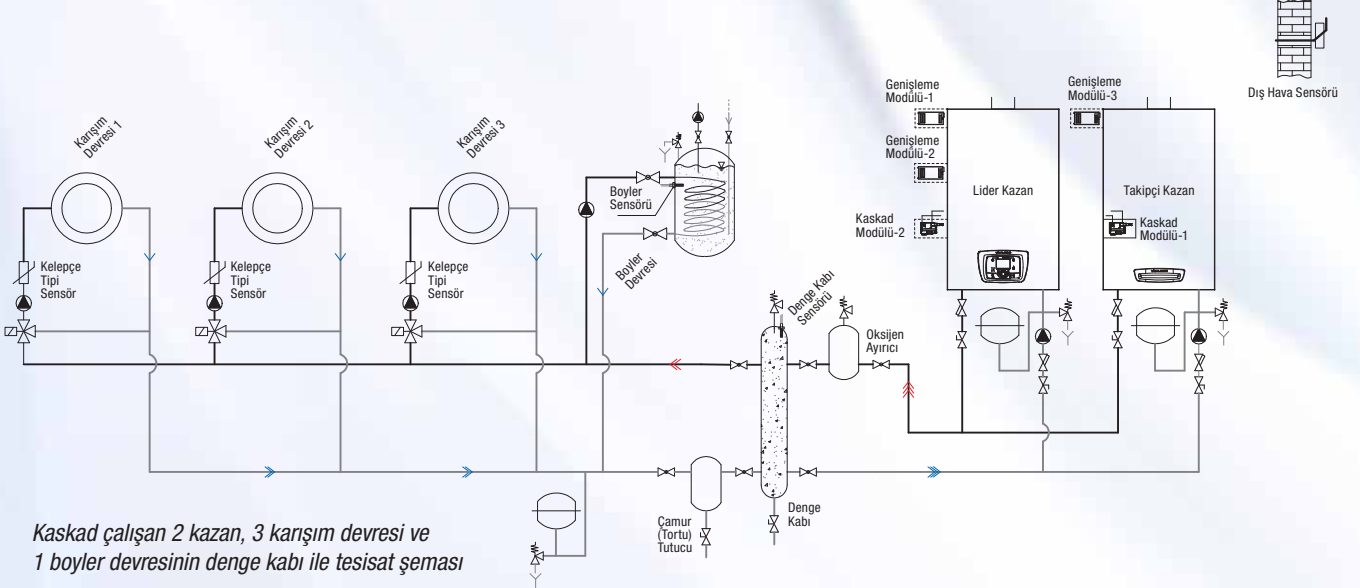 Dış Hava Sensörü
Genişleme
Modülü-1
Genişleme
Modülü-2
Kaskad
Modülü-2
Lider Kazan
Genişleme
Modülü-3
Takipçi Kazan
Kaskad
Modülü-1
Karışım
Devresi 1
Karışım
Devresi 2
Karışım
Devresi 3
Boyler
Sensörü
Boyler
Devresi
Kelepçe
Tipi
Sensör
Kelepçe
Tipi
Sensör
Kelepçe
Tipi
Sensör
Denge Kabı
Sensörü
Oksijen
Ayırıcı
Çamur
(Tortu)
Tutucu
Denge
Kabı
Kaskad çalışan 2 kazan, 3 karışım devresi ve
1 boyler devresinin denge kabı ile tesisat şeması